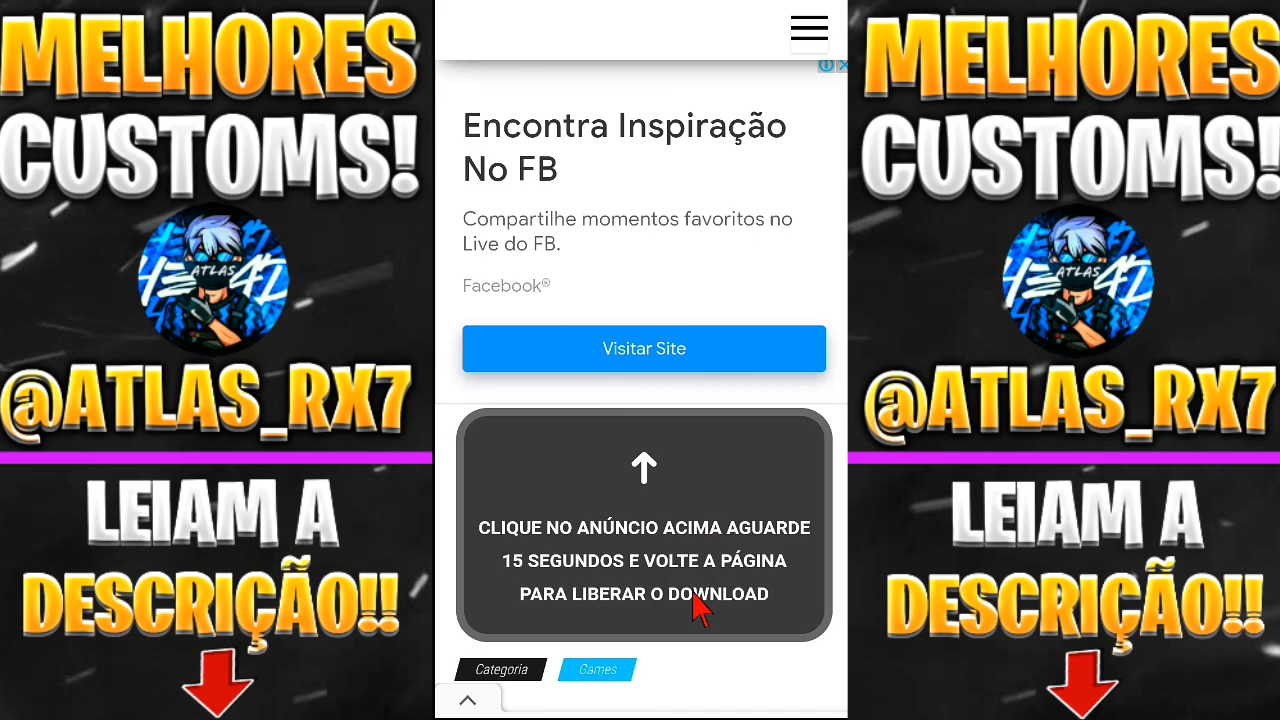 MELHORES
CUSTOMS!
ATLAS
@ATLAS_RX7
LEIAM A
DESCRIÇÃO!!
Encontra Inspiração
No FB
Compartilhe momentos favoritos no
Live do FB.
Facebook®
Visitar Site
CLIQUE NO ANÚNCIO ACIMA AGUARDE
15 SEGUNDOS E VOLTE A PÁGINA
PARA LIBERAR O DOWNLOAD
Categoria
Games
MELHORES
CUSTOMS!
ATLAS
@ATLAS_RX7
LEIAM A
DESCRIÇÃO!!